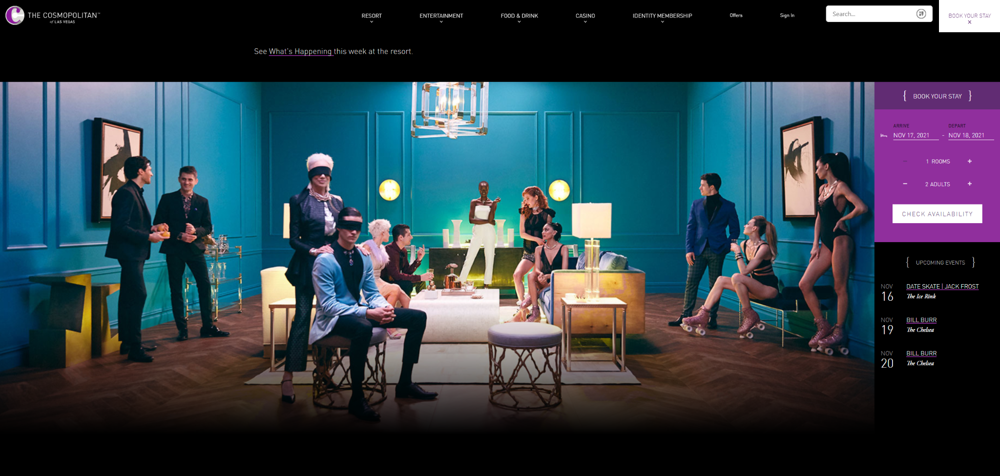 THE COSMOPOLITAN™
of LAS VEGAS
RESORT
ENTERTAINMENT
FOOD & DRINK
CASINO
IDENTITY MEMBERSHIP
Offers
Sign In
Search...
BOOK YOUR STAY
See What's Happening this week at the resort.
{ BOOK YOUR STAY }
ARRIVE DEPART
NOV 17, 2021 - NOV 18, 2021
− 1 ROOMS +
− 2 ADULTS +
CHECK AVAILABILITY
{ UPCOMING EVENTS }
NOV
16
DATE SKATE | JACK FROST
The Ice Rink
NOV
19
BILL BURR
The Chelsea
NOV
20
BILL BURR
The Chelsea